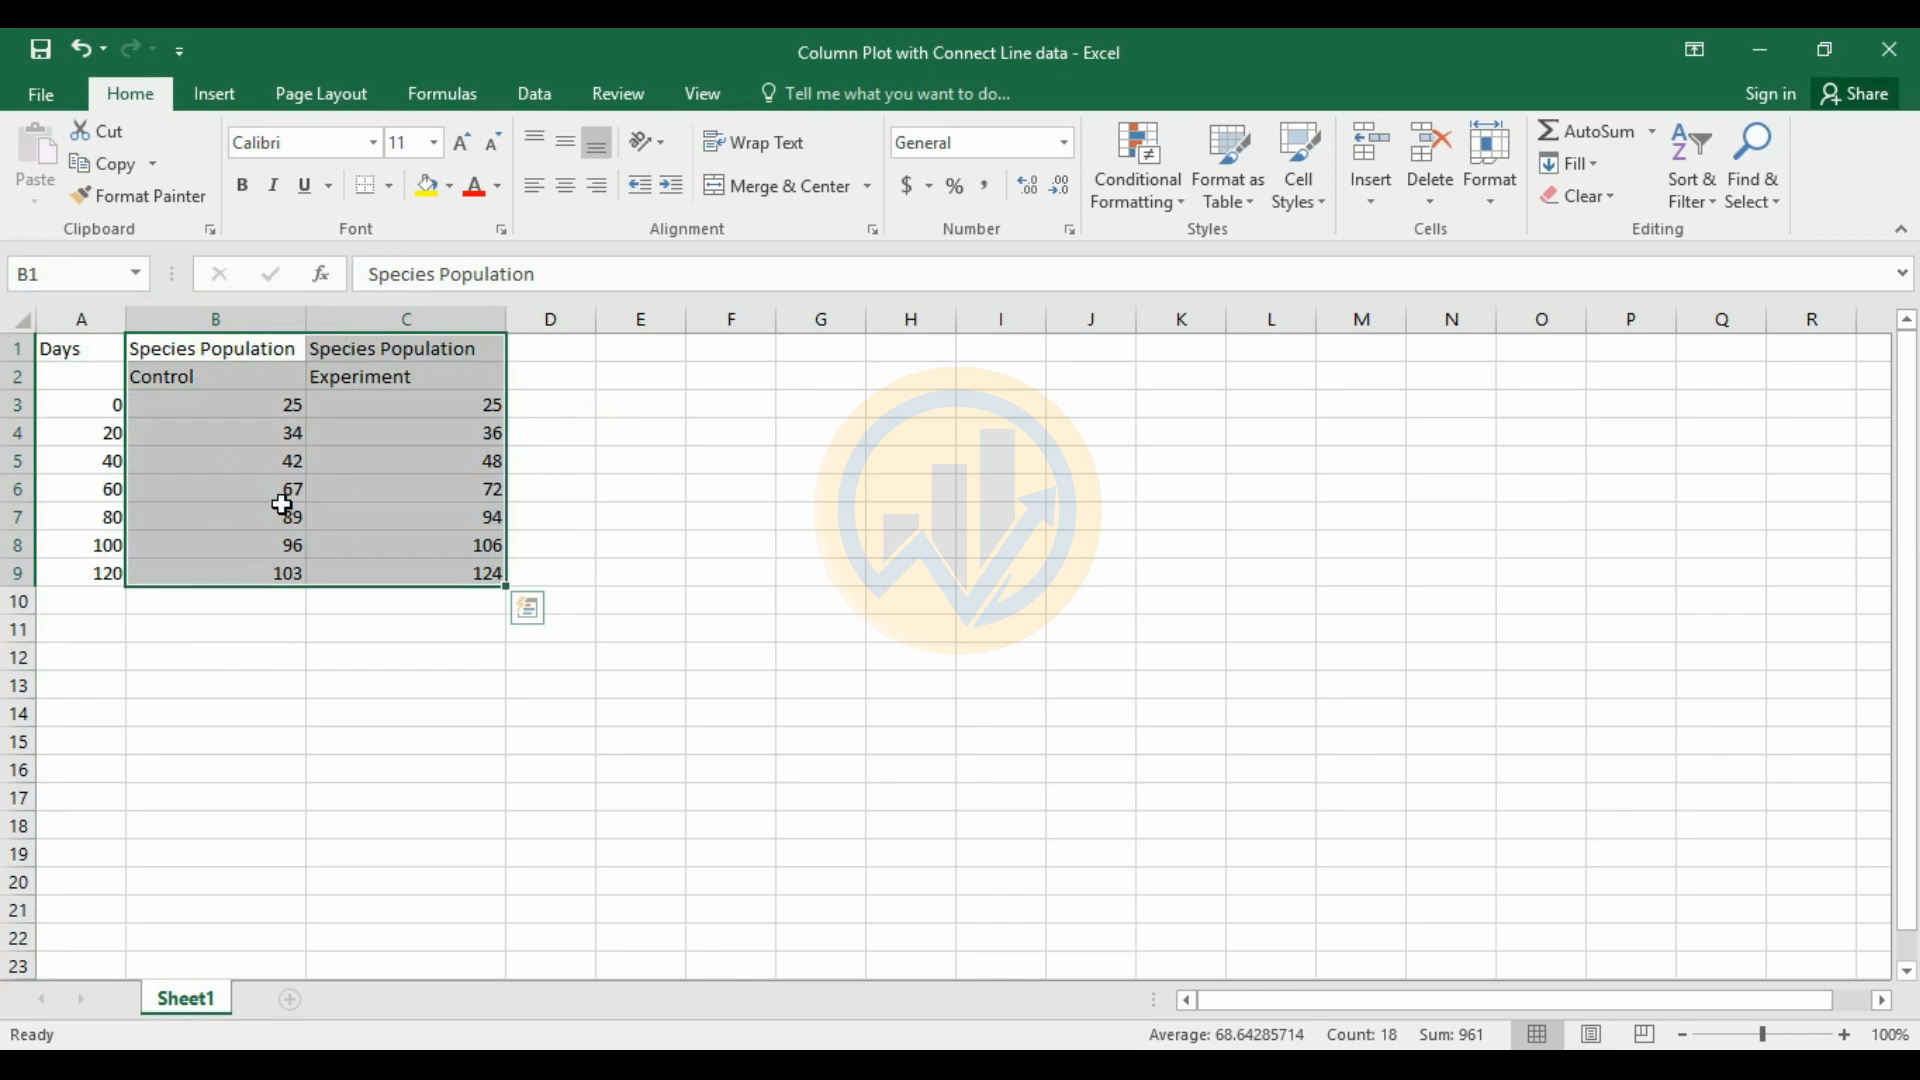 Column Plot with Connect Line data - Excel
File Home Insert Page Layout Formulas Data Review View Tell me what you want to do... Sign in Share
Paste Cut Copy Format Painter Clipboard
Calibri 11 A A B I U A Font
Wrap Text Merge & Center Alignment
General $ % , .0 .00 .00 .0 Number
Conditional Formatting Format as Table Cell Styles Styles
Insert Delete Format Cells
AutoSum Fill Clear Sort & Filter Find & Select Editing
B1 fx Species Population
A B C D E F G H I J K L M N O P Q R
1 Days Species Population Species Population
2 Control Experiment
3 0 25 25
4 20 34 36
5 40 42 48
6 60 67 72
7 80 89 94
8 100 96 106
9 120 103 124
10
11
12
13
14
15
16
17
18
19
20
21
22
23
Sheet1
Ready Average: 68.64285714 Count: 18 Sum: 961 100%